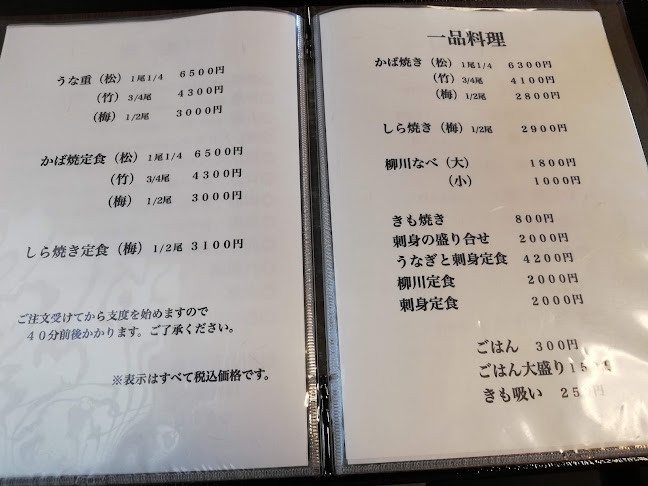 うな重（松）1尾1/4 6500円
（竹）3/4尾 4300円
（梅）1/2尾 3000円
かば焼定食（松）1尾1/4 6500円
（竹）3/4尾 4300円
（梅）1/2尾 3000円
しら焼き定食（梅）1/2尾 3100円
ご注文受けてから支度を始めますので
４０分前後かかります。ご了承ください。
※表示はすべて税込価格です。
一品料理
かば焼き（松）1尾1/4 6300円
（竹）3/4尾 4100円
（梅）1/2尾 2800円
しら焼き（梅）1/2尾 2900円
柳川なべ（大） 1800円
（小） 1000円
きも焼き 800円
刺身の盛り合せ 2000円
うなぎと刺身定食 4200円
柳川定食 2000円
刺身定食 2000円
ごはん 300円
ごはん大盛り
きも吸い